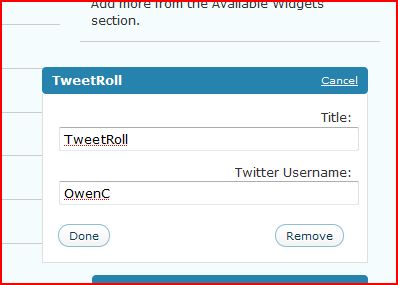 Add more from the Available Widgets
section.
TweetRoll Cancel
Title:
TweetRoll
Twitter Username:
OwenC
Done Remove